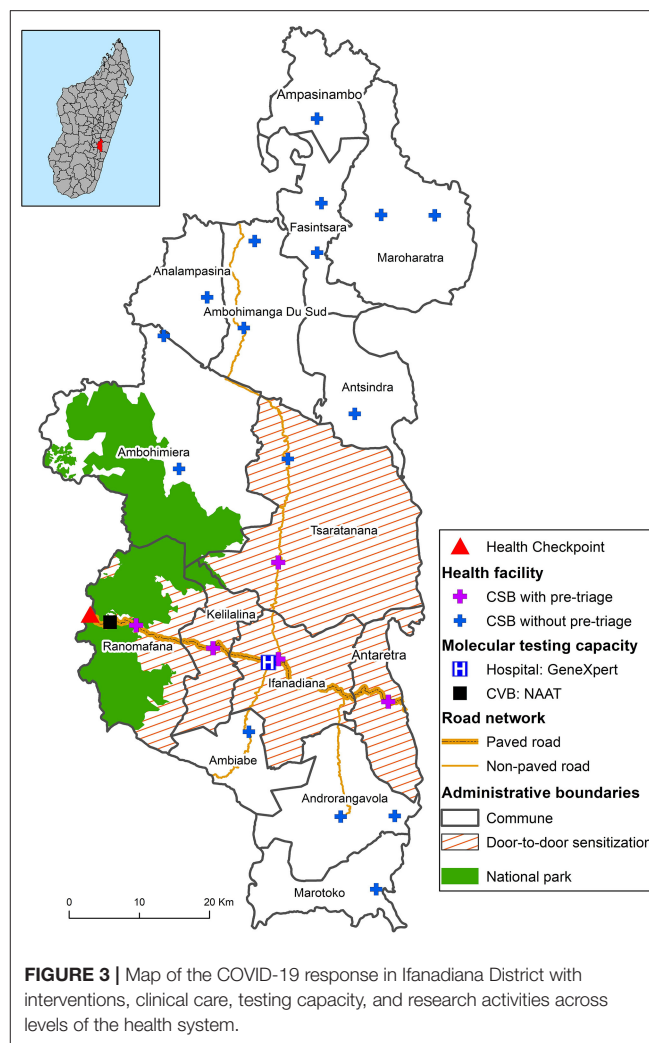 Ampasinambo
Fasintsara
Maroharatra
Analampasina
Ambohimanga Du Sud
Antsindra
Ambohimiera
Tsaratanana
Kelilalina
Ranomafana
Antaretra
Ifanadiana
Ambiabe
Androrangavola
Marotoko
0 10 20 Km
Health Checkpoint
Health facility
CSB with pre-triage
CSB without pre-triage
Molecular testing capacity
H Hospital: GeneXpert
CVB: NAAT
Road network
Paved road
Non-paved road
Administrative boundaries
Commune
Door-to-door sensitization
National park
H
FIGURE 3 | Map of the COVID-19 response in Ifanadiana District with
interventions, clinical care, testing capacity, and research activities across
levels of the health system.